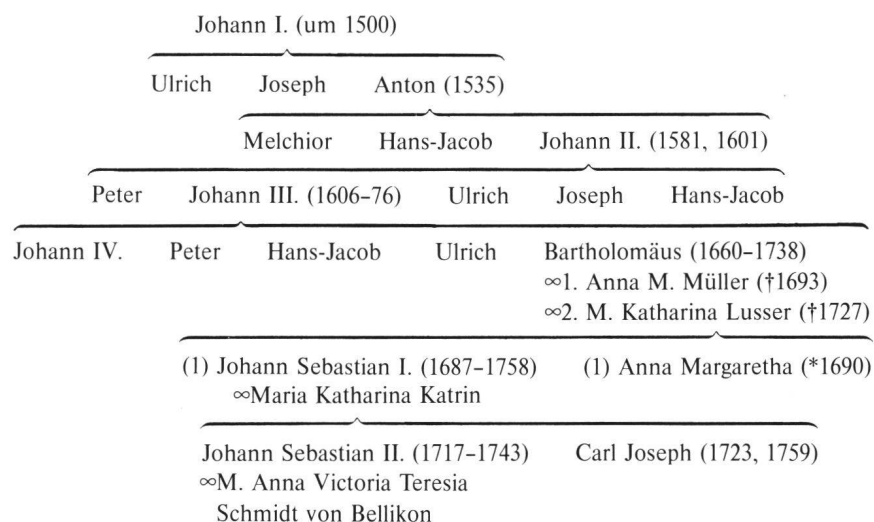 Johann I. (um 1500)
Ulrich Joseph Anton (1535)
Melchior Hans-Jacob Johann II. (1581, 1601)
Peter Johann III. (1606–76) Ulrich Joseph Hans-Jacob
Johann IV. Peter Hans-Jacob Ulrich Bartholomäus (1660–1738)
∞1. Anna M. Müller (†1693)
∞2. M. Katharina Lusser (†1727)
(1) Johann Sebastian I. (1687–1758) (1) Anna Margaretha (*1690)
∞Maria Katharina Katrin
Johann Sebastian II. (1717–1743) Carl Joseph (1723, 1759)
∞M. Anna Victoria Teresia
Schmidt von Bellikon